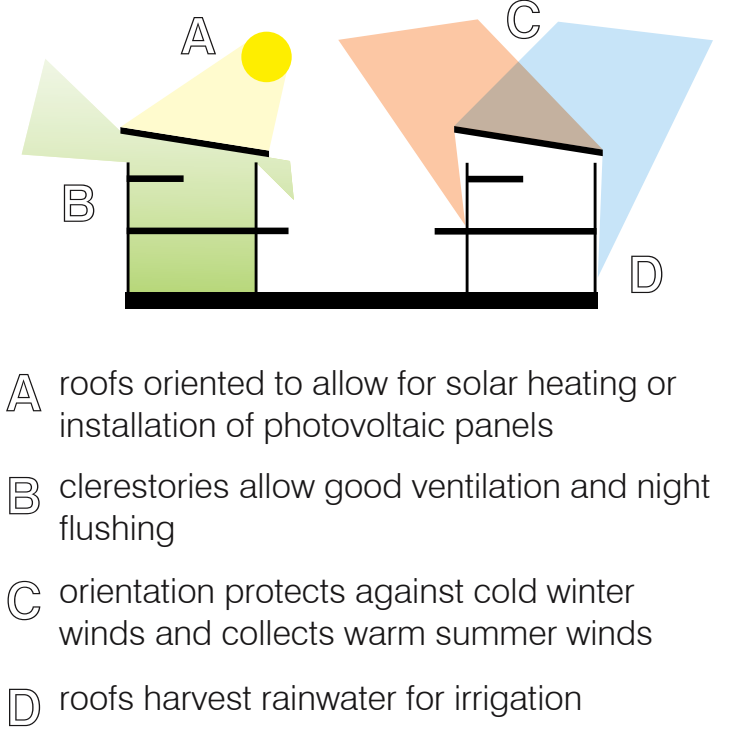 A
C
B
D
A roofs oriented to allow for solar heating or
installation of photovoltaic panels
B clerestories allow good ventilation and night
flushing
C orientation protects against cold winter
winds and collects warm summer winds
D roofs harvest rainwater for irrigation